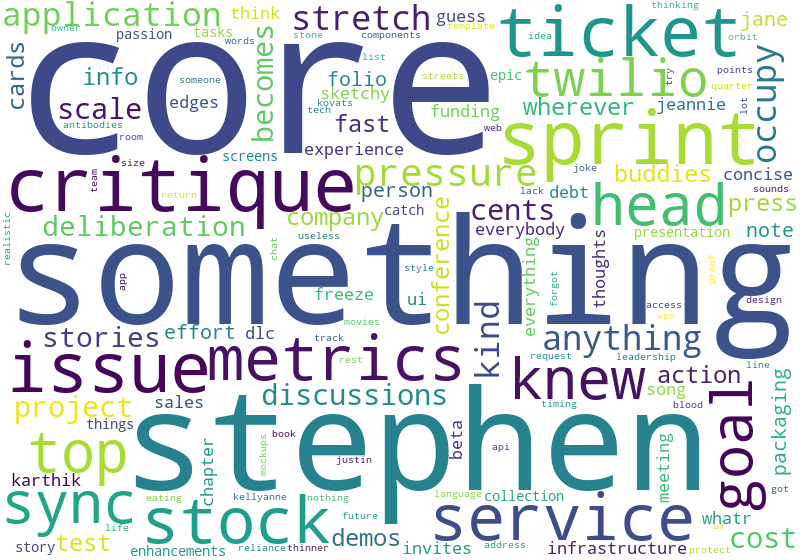 application think stretch guess ticket jane
owner passion tasks words stone components list template idea thinking orbit
cards info someone folio epic twilio try points occupy
core
scale edges becomes sketchy kovats tech funding wherever jeannie quarter lot
antibodies room fast web sprint
team size critique screens experience pressure buddies concise
return person lack debt joke sounds
realistic deliberation company catch cents head press
chat useless conference everybody presentation note
something
app style everything thoughts proof design
freeze movies ui forgot access vpn
stories effort dlc track kind anything
issue metrics rest request leadership line
knew action blood song packaging
project sales discussions timing goal
things top stephen book beta api meeting
karthik chapter mockups justin got
sync eating kellyanne nothing language collection whatr
life stock future demos service address ux cost
story test enhancements reliance thinner invites infrastructure protect